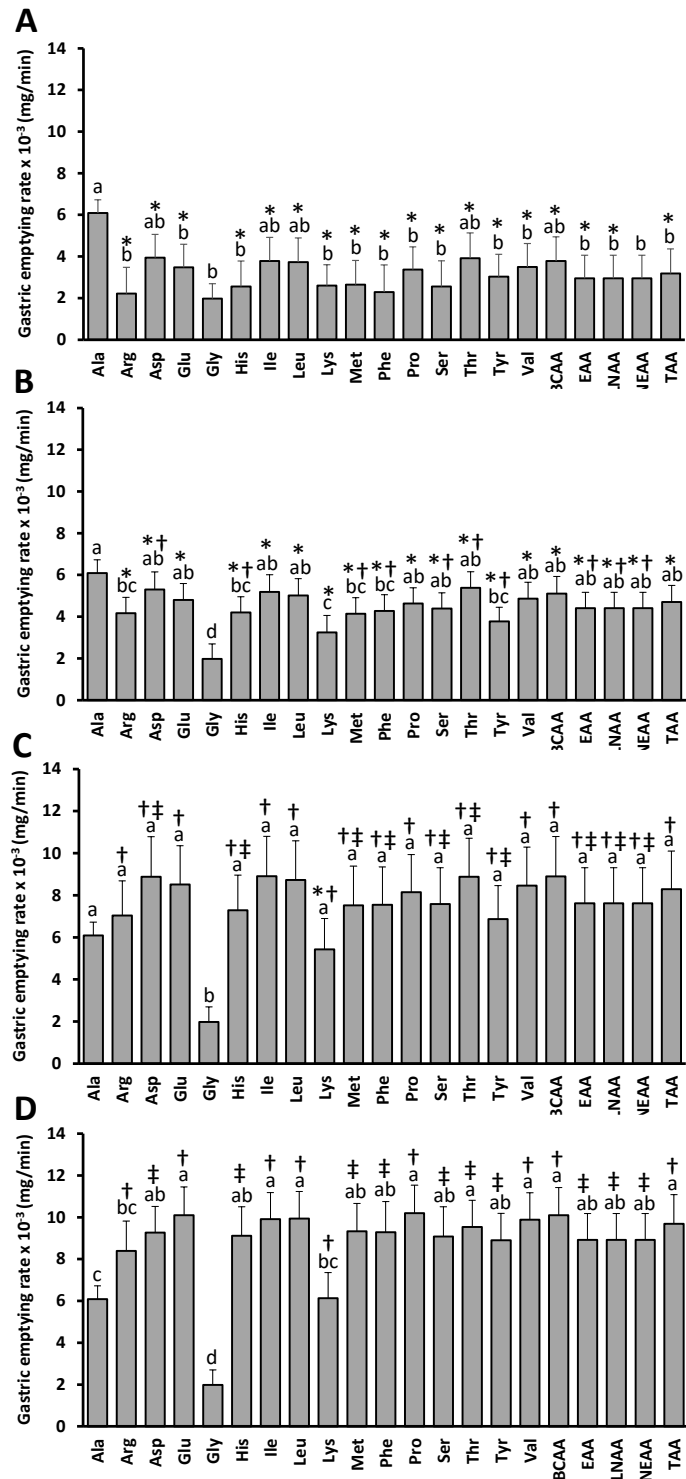 A
Gastric emptying rate x 10-3 (mg/min)
14
12
10
8
6
4
2
0
* * * * * * * * * * * * * * * * * * *
a b ab b b b ab ab b b b b b ab b b ab b b b ab
Ala Arg Asp Glu Gly His Ile Leu Lys Met Phe Pro Ser Thr Tyr Val BCAA EAA LNAA NEAA TAA
B
Gastric emptying rate x 10-3 (mg/min)
14
12
10
8
6
4
2
0
* *† * *† * * * *† *† * *† *† *† * * *† *† *† *
a bc ab ab d bc ab ab c bc bc ab ab ab bc ab ab ab ab ab ab
Ala Arg Asp Glu Gly His Ile Leu Lys Met Phe Pro Ser Thr Tyr Val BCAA EAA LNAA NEAA TAA
C
Gastric emptying rate x 10-3 (mg/min)
14
12
10
8
6
4
2
0
† †‡ † †‡ † † *† †‡ †‡ † †‡ †‡ †‡ † † †‡ †‡ †‡ †
a a a a b a a a a a a a a a a a a a a a a
Ala Arg Asp Glu Gly His Ile Leu Lys Met Phe Pro Ser Thr Tyr Val BCAA EAA LNAA NEAA TAA
D
Gastric emptying rate x 10-3 (mg/min)
14
12
10
8
6
4
2
0
† ‡ † ‡ † † † ‡ ‡ † ‡ ‡ ‡ † † ‡ ‡ ‡ †
c bc ab a d ab a a bc ab ab a ab a ab a a ab ab ab a
Ala Arg Asp Glu Gly His Ile Leu Lys Met Phe Pro Ser Thr Tyr Val BCAA EAA LNAA NEAA TAA